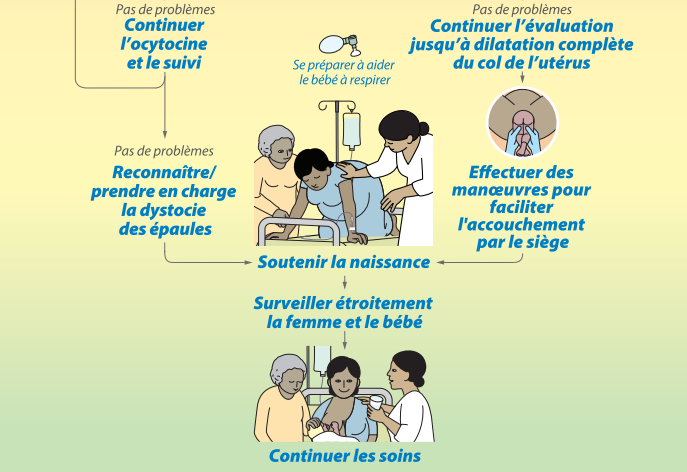 Pas de problèmes
Continuer
l'ocytocine
et le suivi
Pas de problèmes
Reconnaître/
prendre en charge
la dystocie
des épaules
Se préparer à aider
le bébé à respirer
Pas de problèmes
Continuer l'évaluation
jusqu'à dilatation complète
du col de l'utérus
Effectuer des
manœuvres pour
faciliter
l'accouchement
par le siège
Soutenir la naissance
Surveiller étroitement
la femme et le bébé
Continuer les soins